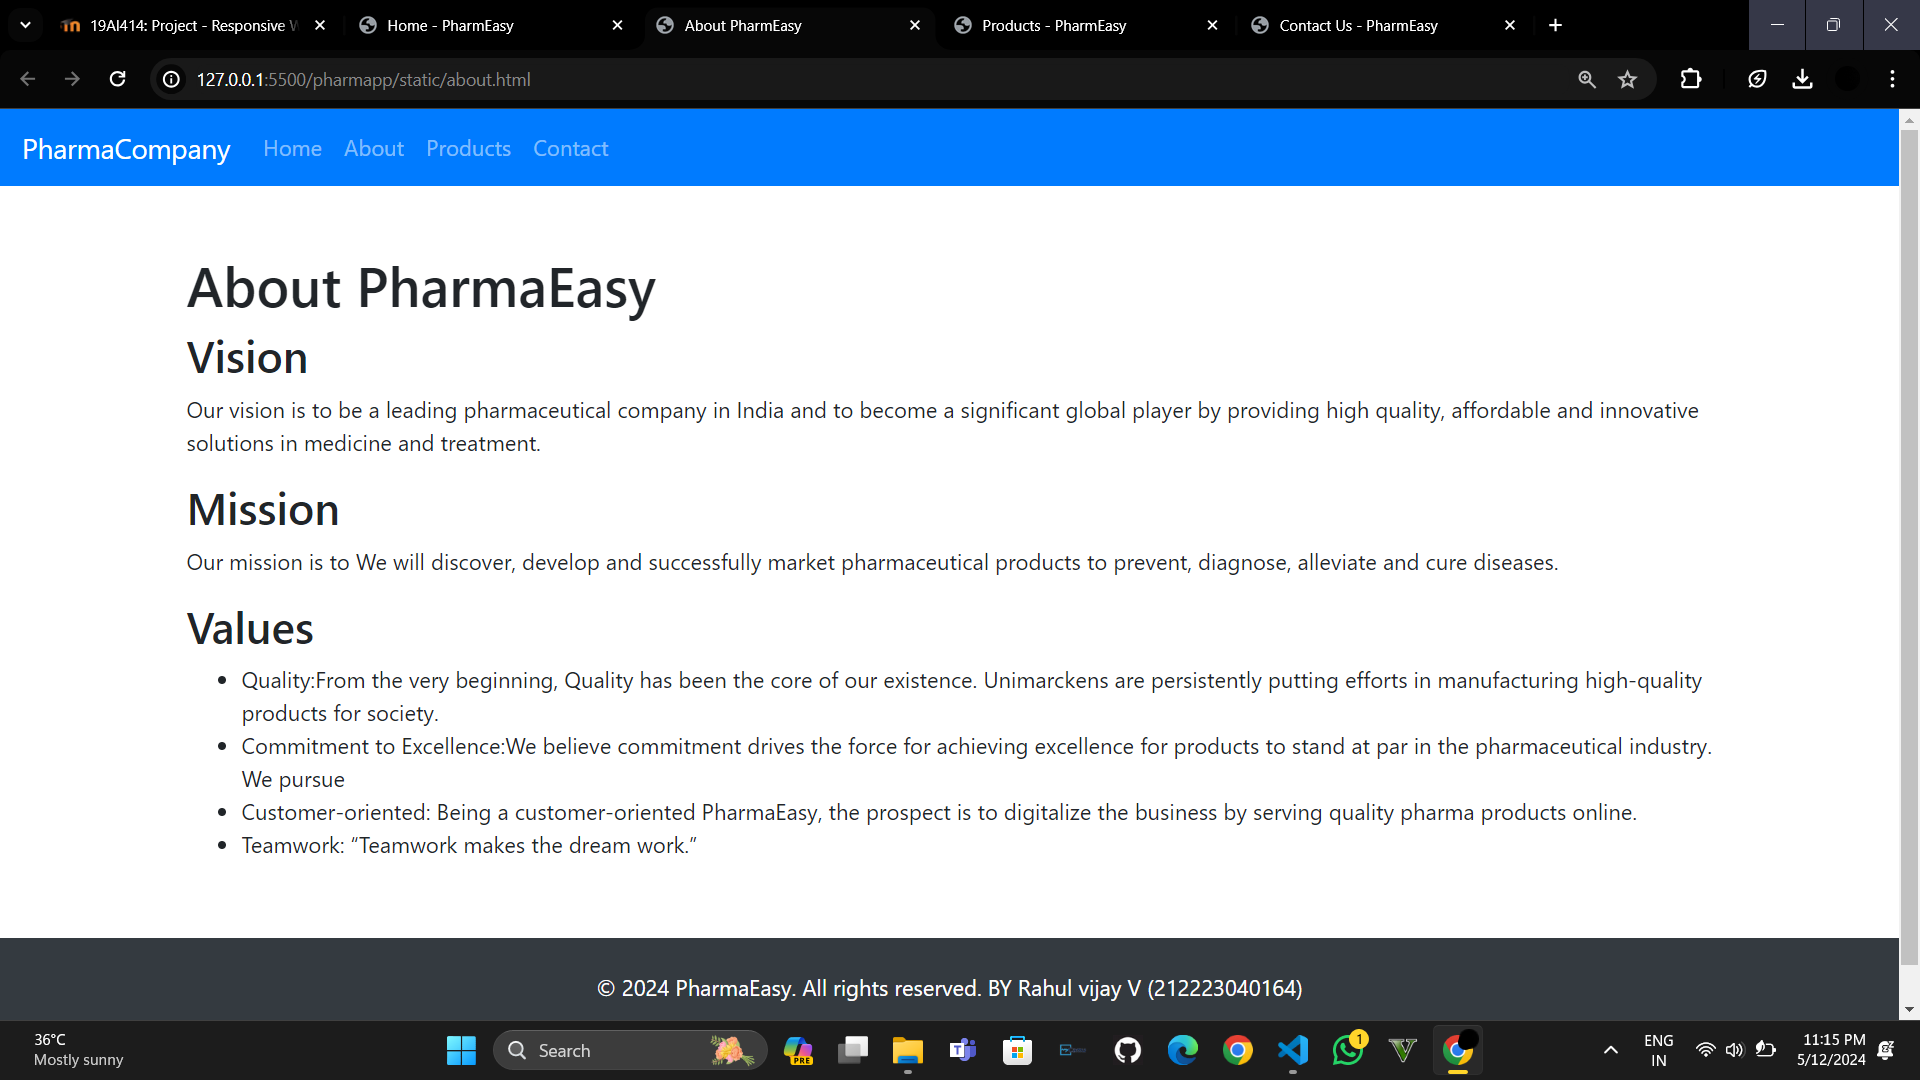 19AI414: Project - Responsive W
Home - PharmEasy
About PharmEasy
Products - PharmEasy
Contact Us - PharmEasy
127.0.0.1:5500/pharmapp/static/about.html
PharmaCompany Home About Products Contact
About PharmaEasy
Vision
Our vision is to be a leading pharmaceutical company in India and to become a significant global player by providing high quality, affordable and innovative
solutions in medicine and treatment.
Mission
Our mission is to We will discover, develop and successfully market pharmaceutical products to prevent, diagnose, alleviate and cure diseases.
Values
• Quality:From the very beginning, Quality has been the core of our existence. Unimarckens are persistently putting efforts in manufacturing high-quality
products for society.
• Commitment to Excellence:We believe commitment drives the force for achieving excellence for products to stand at par in the pharmaceutical industry.
We pursue
• Customer-oriented: Being a customer-oriented PharmaEasy, the prospect is to digitalize the business by serving quality pharma products online.
• Teamwork: “Teamwork makes the dream work.”
© 2024 PharmaEasy. All rights reserved. BY Rahul vijay V (212223040164)
36°C
Mostly sunny
Search
PRE
1
ENG
IN
11:15 PM
5/12/2024